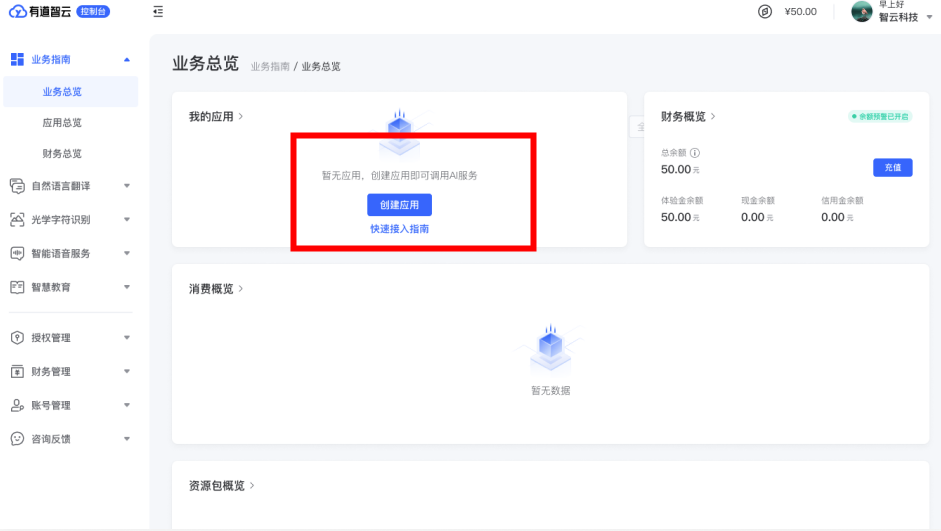 有道智云 控制台
¥50.00
早上好
智云科技
业务指南
业务总览
应用总览
财务总览
自然语言翻译
光学字符识别
智能语音服务
智慧教育
授权管理
财务管理
账号管理
咨询反馈
业务总览 业务指南 / 业务总览
我的应用 >
暂无应用，创建应用即可调用AI服务
创建应用
快速接入指南
财务概览 >
余额预警已开启
总余额
50.00 元
充值
体验金余额 现金余额 信用金余额
50.00 元 0.00 元 0.00 元
消费概览 >
暂无数据
资源包概览 >